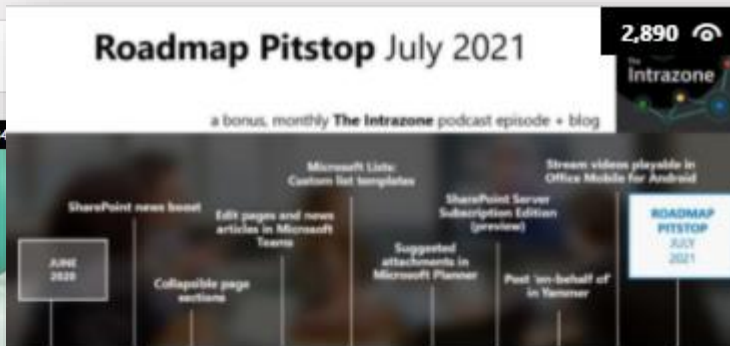 Roadmap Pitstop July 2021
2,890
The
Intrazone
a bonus, monthly The Intrazone podcast episode + blog
Microsoft Lists:
Custom list templates
Stream videos playable in
Office Mobile for Android
SharePoint news boost
Edit pages and news
articles in Microsoft
Teams
SharePoint Server
Subscription Edition
(preview)
ROADMAP
PITSTOP
JULY
2021
JUNE
Collapsible page
sections
Suggested
attachments in
Microsoft Planner
Post 'on-behalf of'
in Yammer